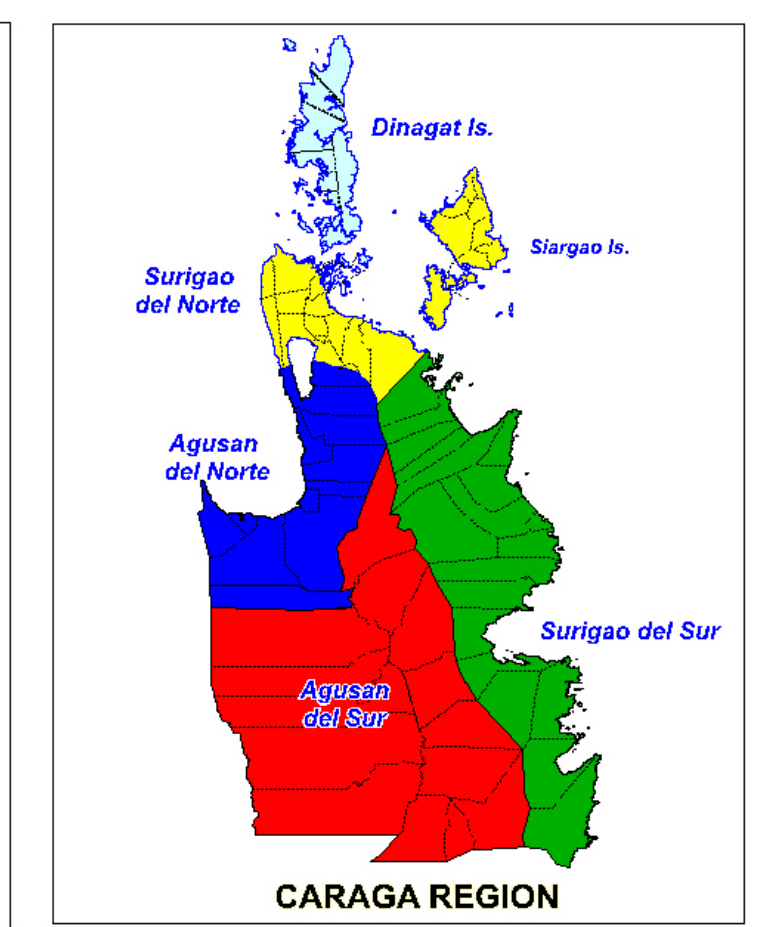 Dinagat Is.
Siargao Is.
Surigao
del Norte
Agusan
del Norte
Surigao del Sur
Agusan
del Sur
CARAGA REGION